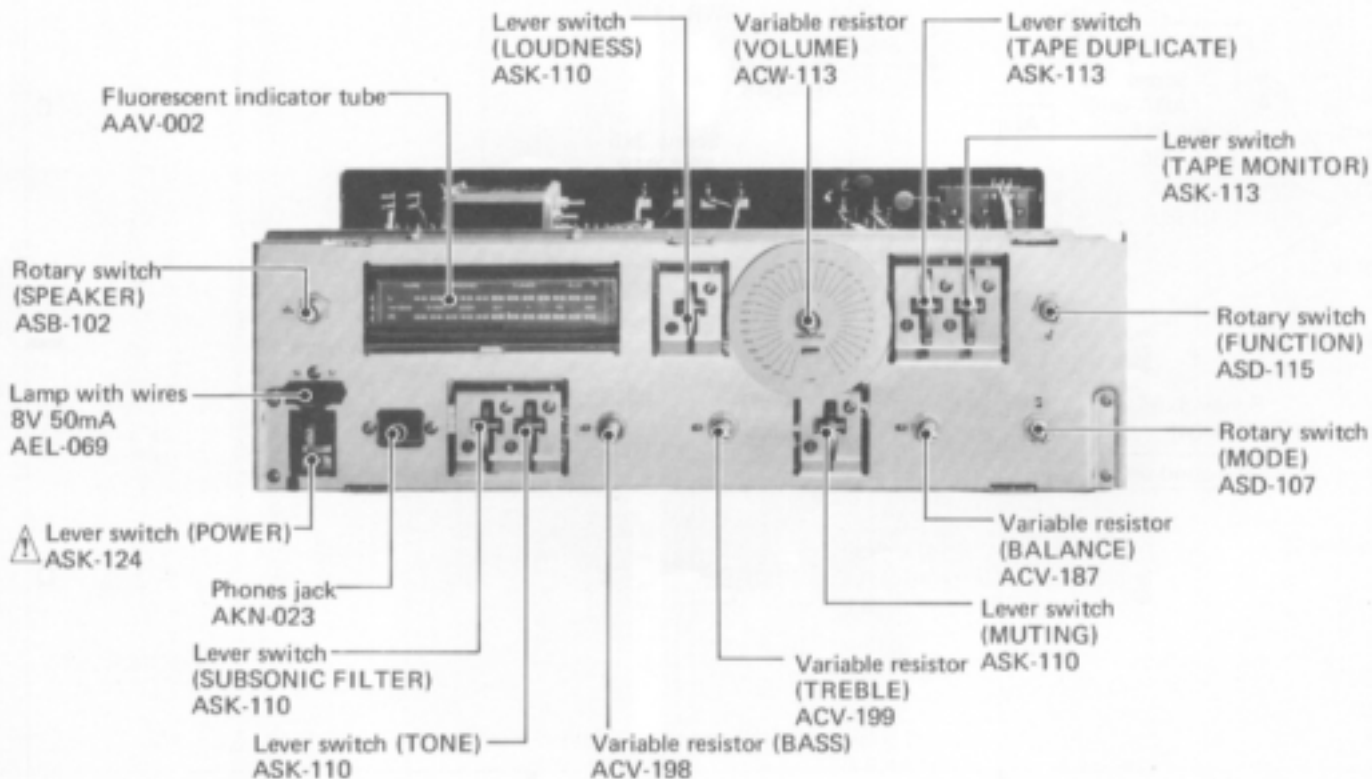 Lever switch
(LOUDNESS)
ASK-110
Variable resistor
(VOLUME)
ACW-113
Lever switch
(TAPE DUPLICATE)
ASK-113
Fluorescent indicator tube
AAV-002
Lever switch
(TAPE MONITOR)
ASK-113
Rotary switch
(SPEAKER)
ASB-102
Rotary switch
(FUNCTION)
ASD-115
Lamp with wires
8V 50mA
AEL-069
Rotary switch
(MODE)
ASD-107
Lever switch (POWER)
ASK-124
Variable resistor
(BALANCE)
ACV-187
Phones jack
AKN-023
Lever switch
(MUTING)
ASK-110
Lever switch
(SUBSONIC FILTER)
ASK-110
Variable resistor
(TREBLE)
ACV-199
Lever switch (TONE)
ASK-110
Variable resistor (BASS)
ACV-198